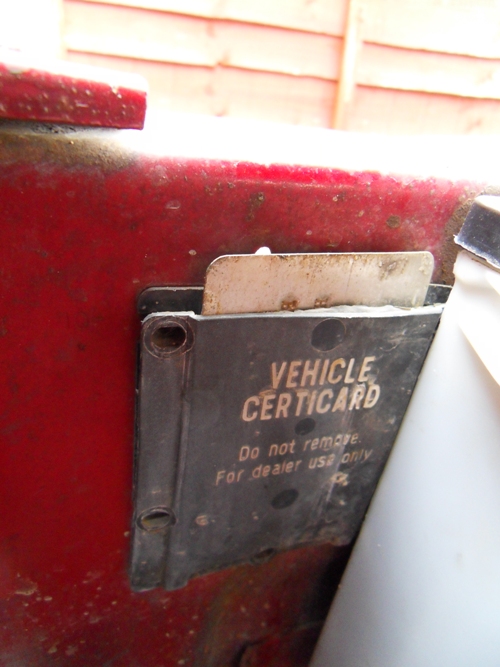 VEHICLE
CERTICARD
Do not remove.
For dealer use only